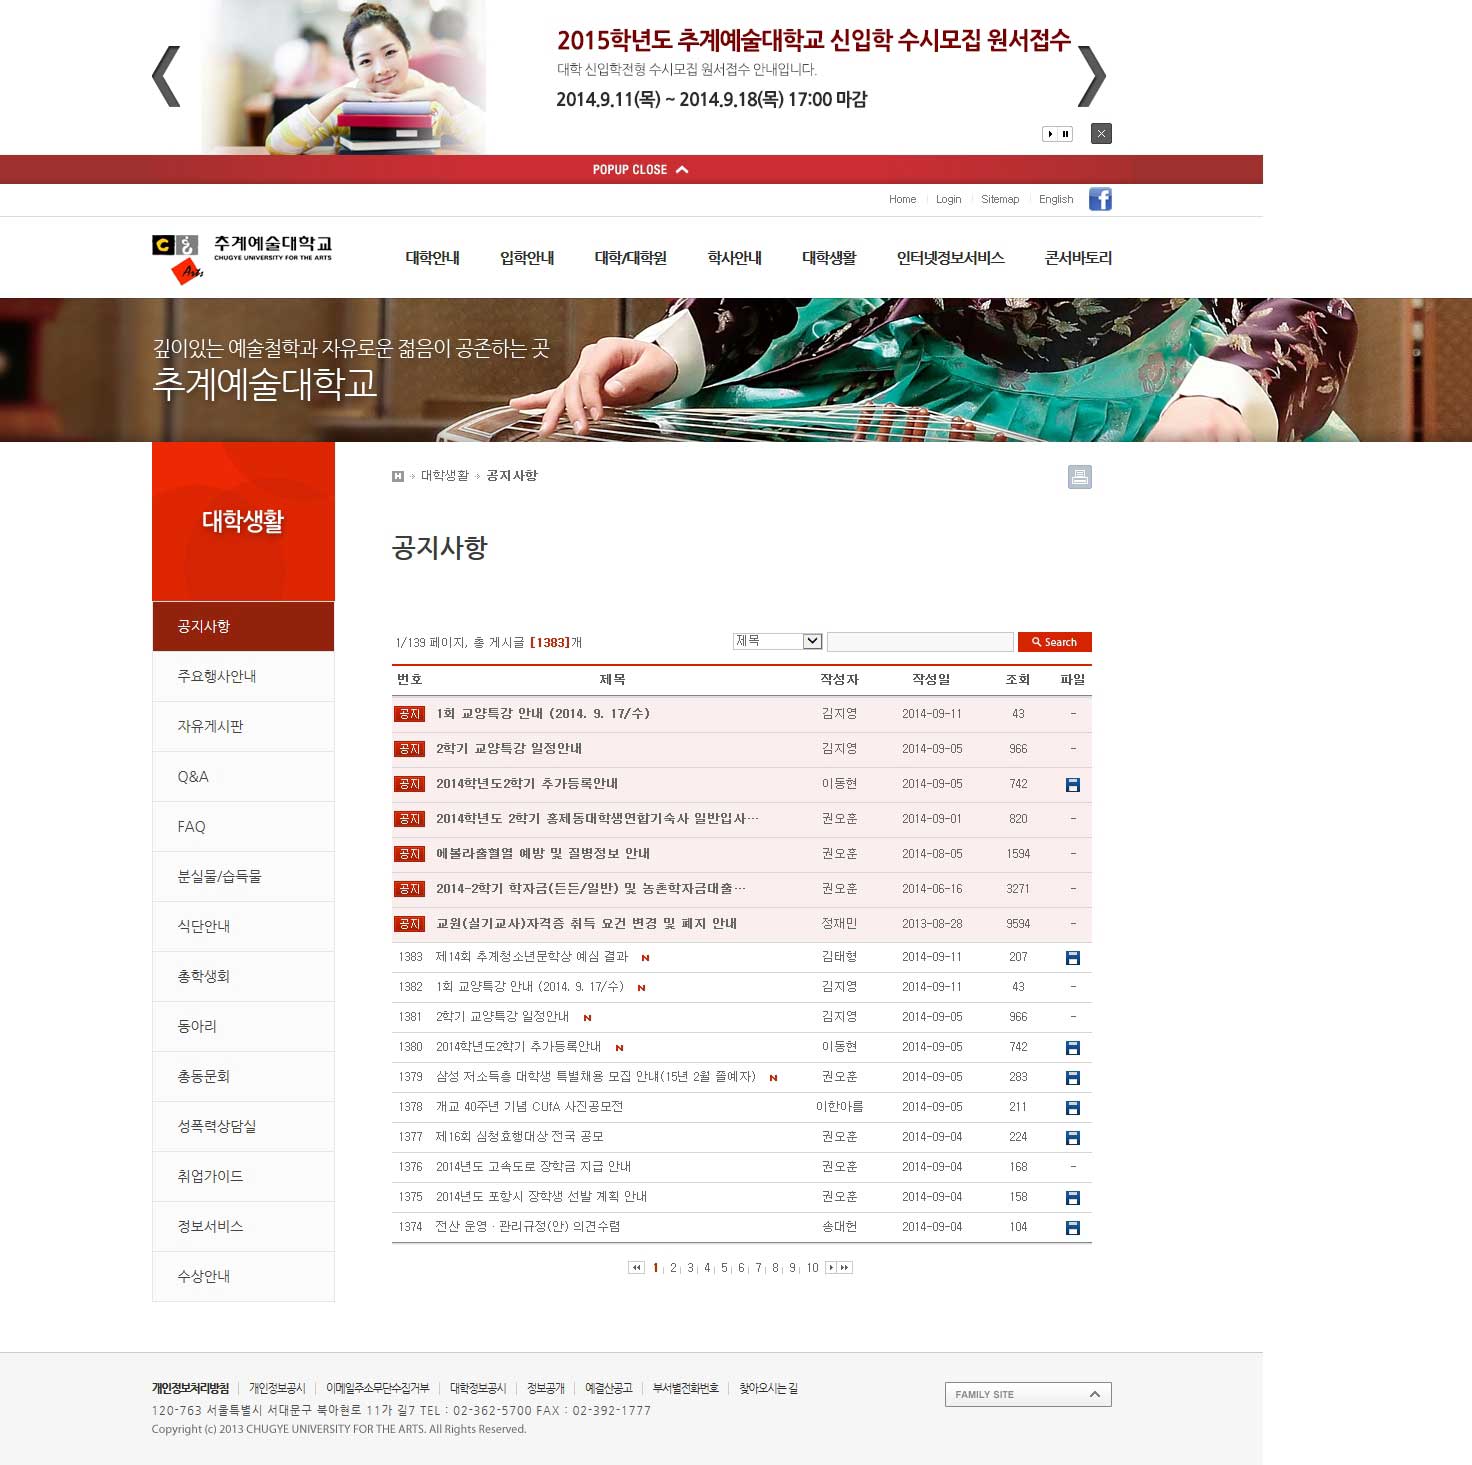 2015학년도 추계예술대학교 신입학 수시모집 원서접수
대학 신입학전형 수시모집 원서접수 안내입니다.
2014.9.11(목) ~ 2014.9.18(목) 17:00 마감
POPUP CLOSE
Home Login Sitemap English
추계예술대학교
CHUGYE UNIVERSITY FOR THE ARTS
Arts
대학안내 입학안내 대학/대학원 학사안내 대학생활 인터넷정보서비스 콘서바토리
깊이있는 예술철학과 자유로운 젊음이 공존하는 곳
추계예술대학교
대학생활
공지사항
주요행사안내
자유게시판
Q&A
FAQ
분실물/습득물
식단안내
총학생회
동아리
총동문회
성폭력상담실
취업가이드
정보서비스
수상안내
H 대학생활 공지사항
공지사항
1/139 페이지, 총 게시글 [1383]개 제목 Search
번호 제목 작성자 작성일 조회 파일
공지 1회 교양특강 안내 (2014. 9. 17/수) 김지영 2014-09-11 43 -
공지 2학기 교양특강 일정안내 김지영 2014-09-05 966 -
공지 2014학년도2학기 추가등록안내 이동현 2014-09-05 742
공지 2014학년도 2학기 홍제동대학생연합기숙사 일반입사… 권오훈 2014-09-01 820 -
공지 에볼라출혈열 예방 및 질병정보 안내 권오훈 2014-08-05 1594 -
공지 2014-2학기 학자금(든든/일반) 및 농촌학자금대출… 권오훈 2014-06-16 3271 -
공지 교원(실기교사)자격증 취득 요건 변경 및 폐지 안내 정재민 2013-08-28 9594 -
1383 제14회 추계청소년문학상 예심 결과 N 김태형 2014-09-11 207
1382 1회 교양특강 안내 (2014. 9. 17/수) N 김지영 2014-09-11 43 -
1381 2학기 교양특강 일정안내 N 김지영 2014-09-05 966 -
1380 2014학년도2학기 추가등록안내 N 이동현 2014-09-05 742
1379 삼성 저소득층 대학생 특별채용 모집 안내(15년 2월 졸예자) N 권오훈 2014-09-05 283
1378 개교 40주년 기념 CUfA 사진공모전 이한아름 2014-09-05 211
1377 제16회 심청효행대상 전국 공모 권오훈 2014-09-04 224
1376 2014년도 고속도로 장학금 지급 안내 권오훈 2014-09-04 168 -
1375 2014년도 포항시 장학생 선발 계획 안내 권오훈 2014-09-04 158
1374 전산 운영·관리규정(안) 의견수렴 송대헌 2014-09-04 104
1 2 3 4 5 6 7 8 9 10
개인정보처리방침 개인정보공시 이메일주소무단수집거부 대학정보공시 정보공개 예결산공고 부서별전화번호 찾아오시는 길
FAMILY SITE
120-763 서울특별시 서대문구 북아현로 11가 길7 TEL : 02-362-5700 FAX : 02-392-1777
Copyright (c) 2013 CHUGYE UNIVERSITY FOR THE ARTS. All Rights Reserved.